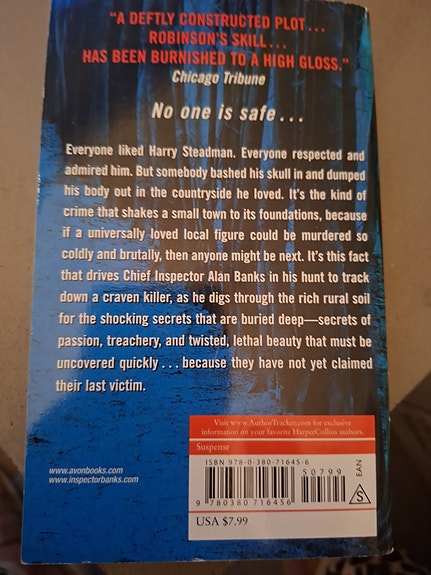 "A DEFTLY CONSTRUCTED PLOT...
ROBINSON'S SKILL...
HAS BEEN BURNISHED TO A HIGH GLOSS."
Chicago Tribune
No one is safe...
Everyone liked Harry Steadman. Everyone respected and
admired him. But somebody bashed his skull in and dumped
his body out in the countryside he loved. It's the kind of
crime that shakes a small town to its foundations, because
if a universally loved local figure could be murdered so
coldly and brutally, then anyone might be next. It's this fact
that drives Chief Inspector Alan Banks in his hunt to track
down a craven killer, as he digs through the rich rural soil
for the shocking secrets that are buried deep—secrets of
passion, treachery, and twisted, lethal beauty that must be
uncovered quickly...because they have not yet claimed
their last victim.
Visit www.AuthorTracker.com for exclusive
information on your favorite HarperCollins authors.
Suspense
ISBN 978-0-380-71645-6
50799
EAN
S
9 780380 716456
USA $7.99
www.avonbooks.com
www.inspectorbanks.com